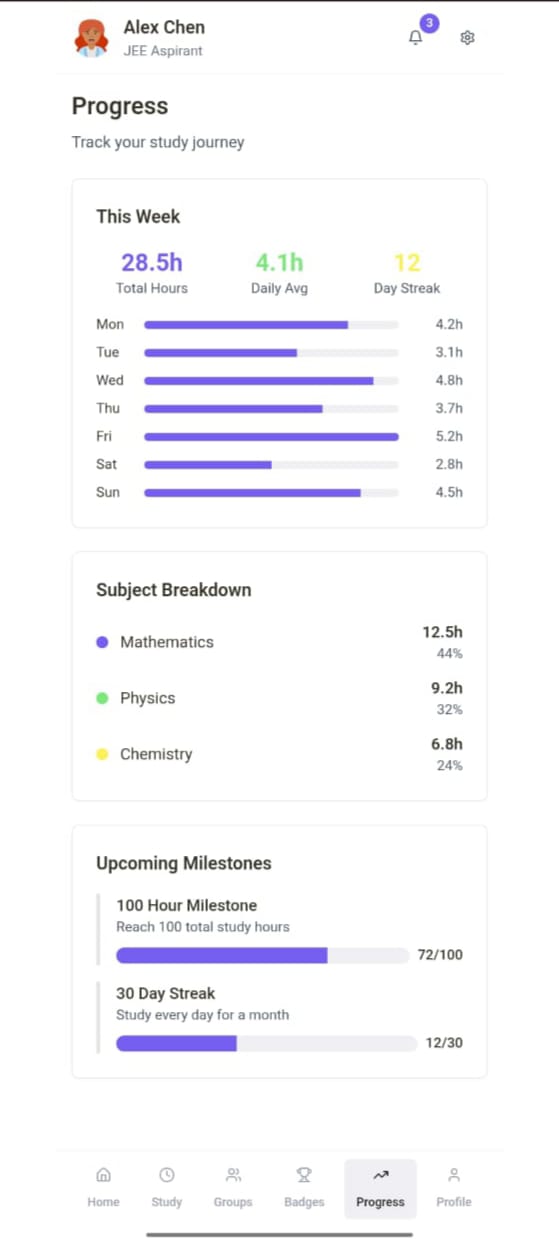 Alex Chen
3
JEE Aspirant
Progress
Track your study journey
This Week
28.5h 4.1h 12
Total Hours Daily Avg Day Streak
Mon 4.2h
Tue 3.1h
Wed 4.8h
Thu 3.7h
Fri 5.2h
Sat 2.8h
Sun 4.5h
Subject Breakdown
Mathematics 12.5h
44%
Physics 9.2h
32%
Chemistry 6.8h
24%
Upcoming Milestones
100 Hour Milestone
Reach 100 total study hours
72/100
30 Day Streak
Study every day for a month
12/30
Home Study Groups Badges Progress Profile